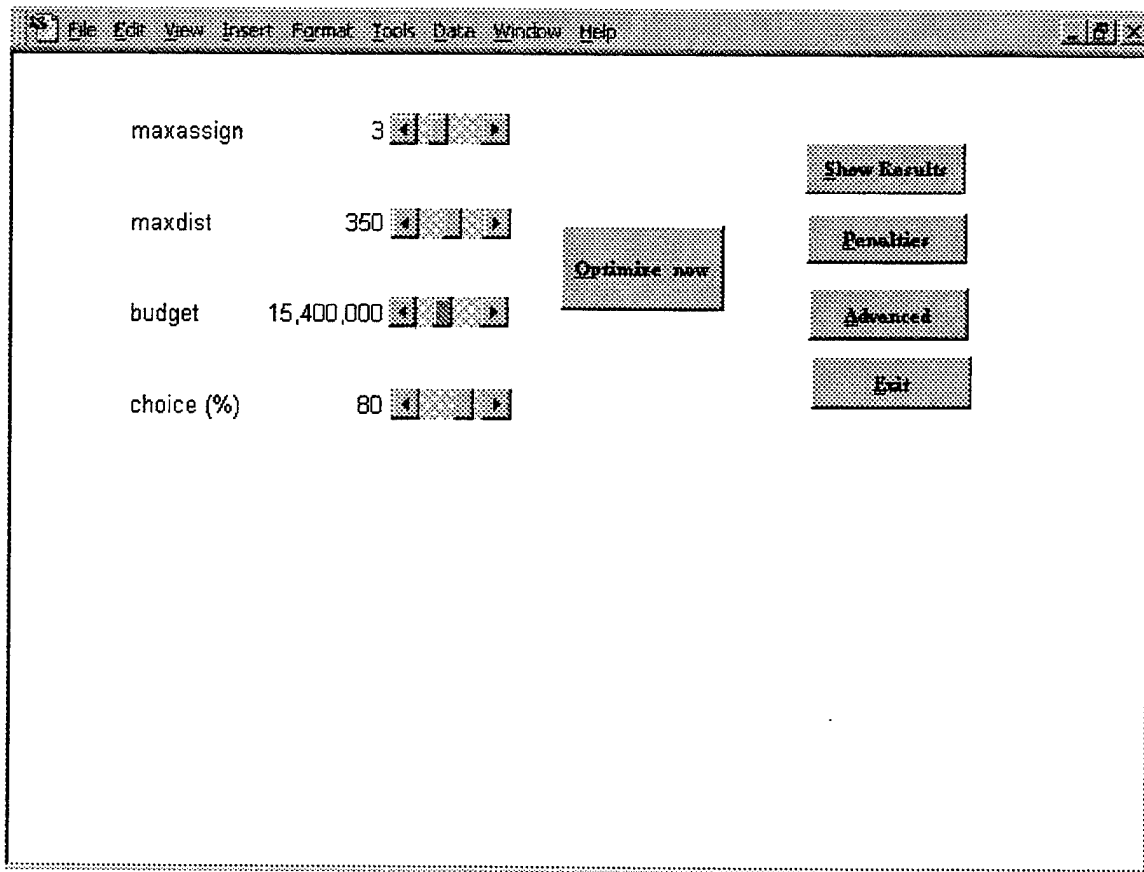 File Edit View Insert Format Tools Data Window Help
maxassign 3
Show Results
maxdist 350
Penalties
Optimize now
budget 15,400,000
Advanced
Exit
choice (%) 80